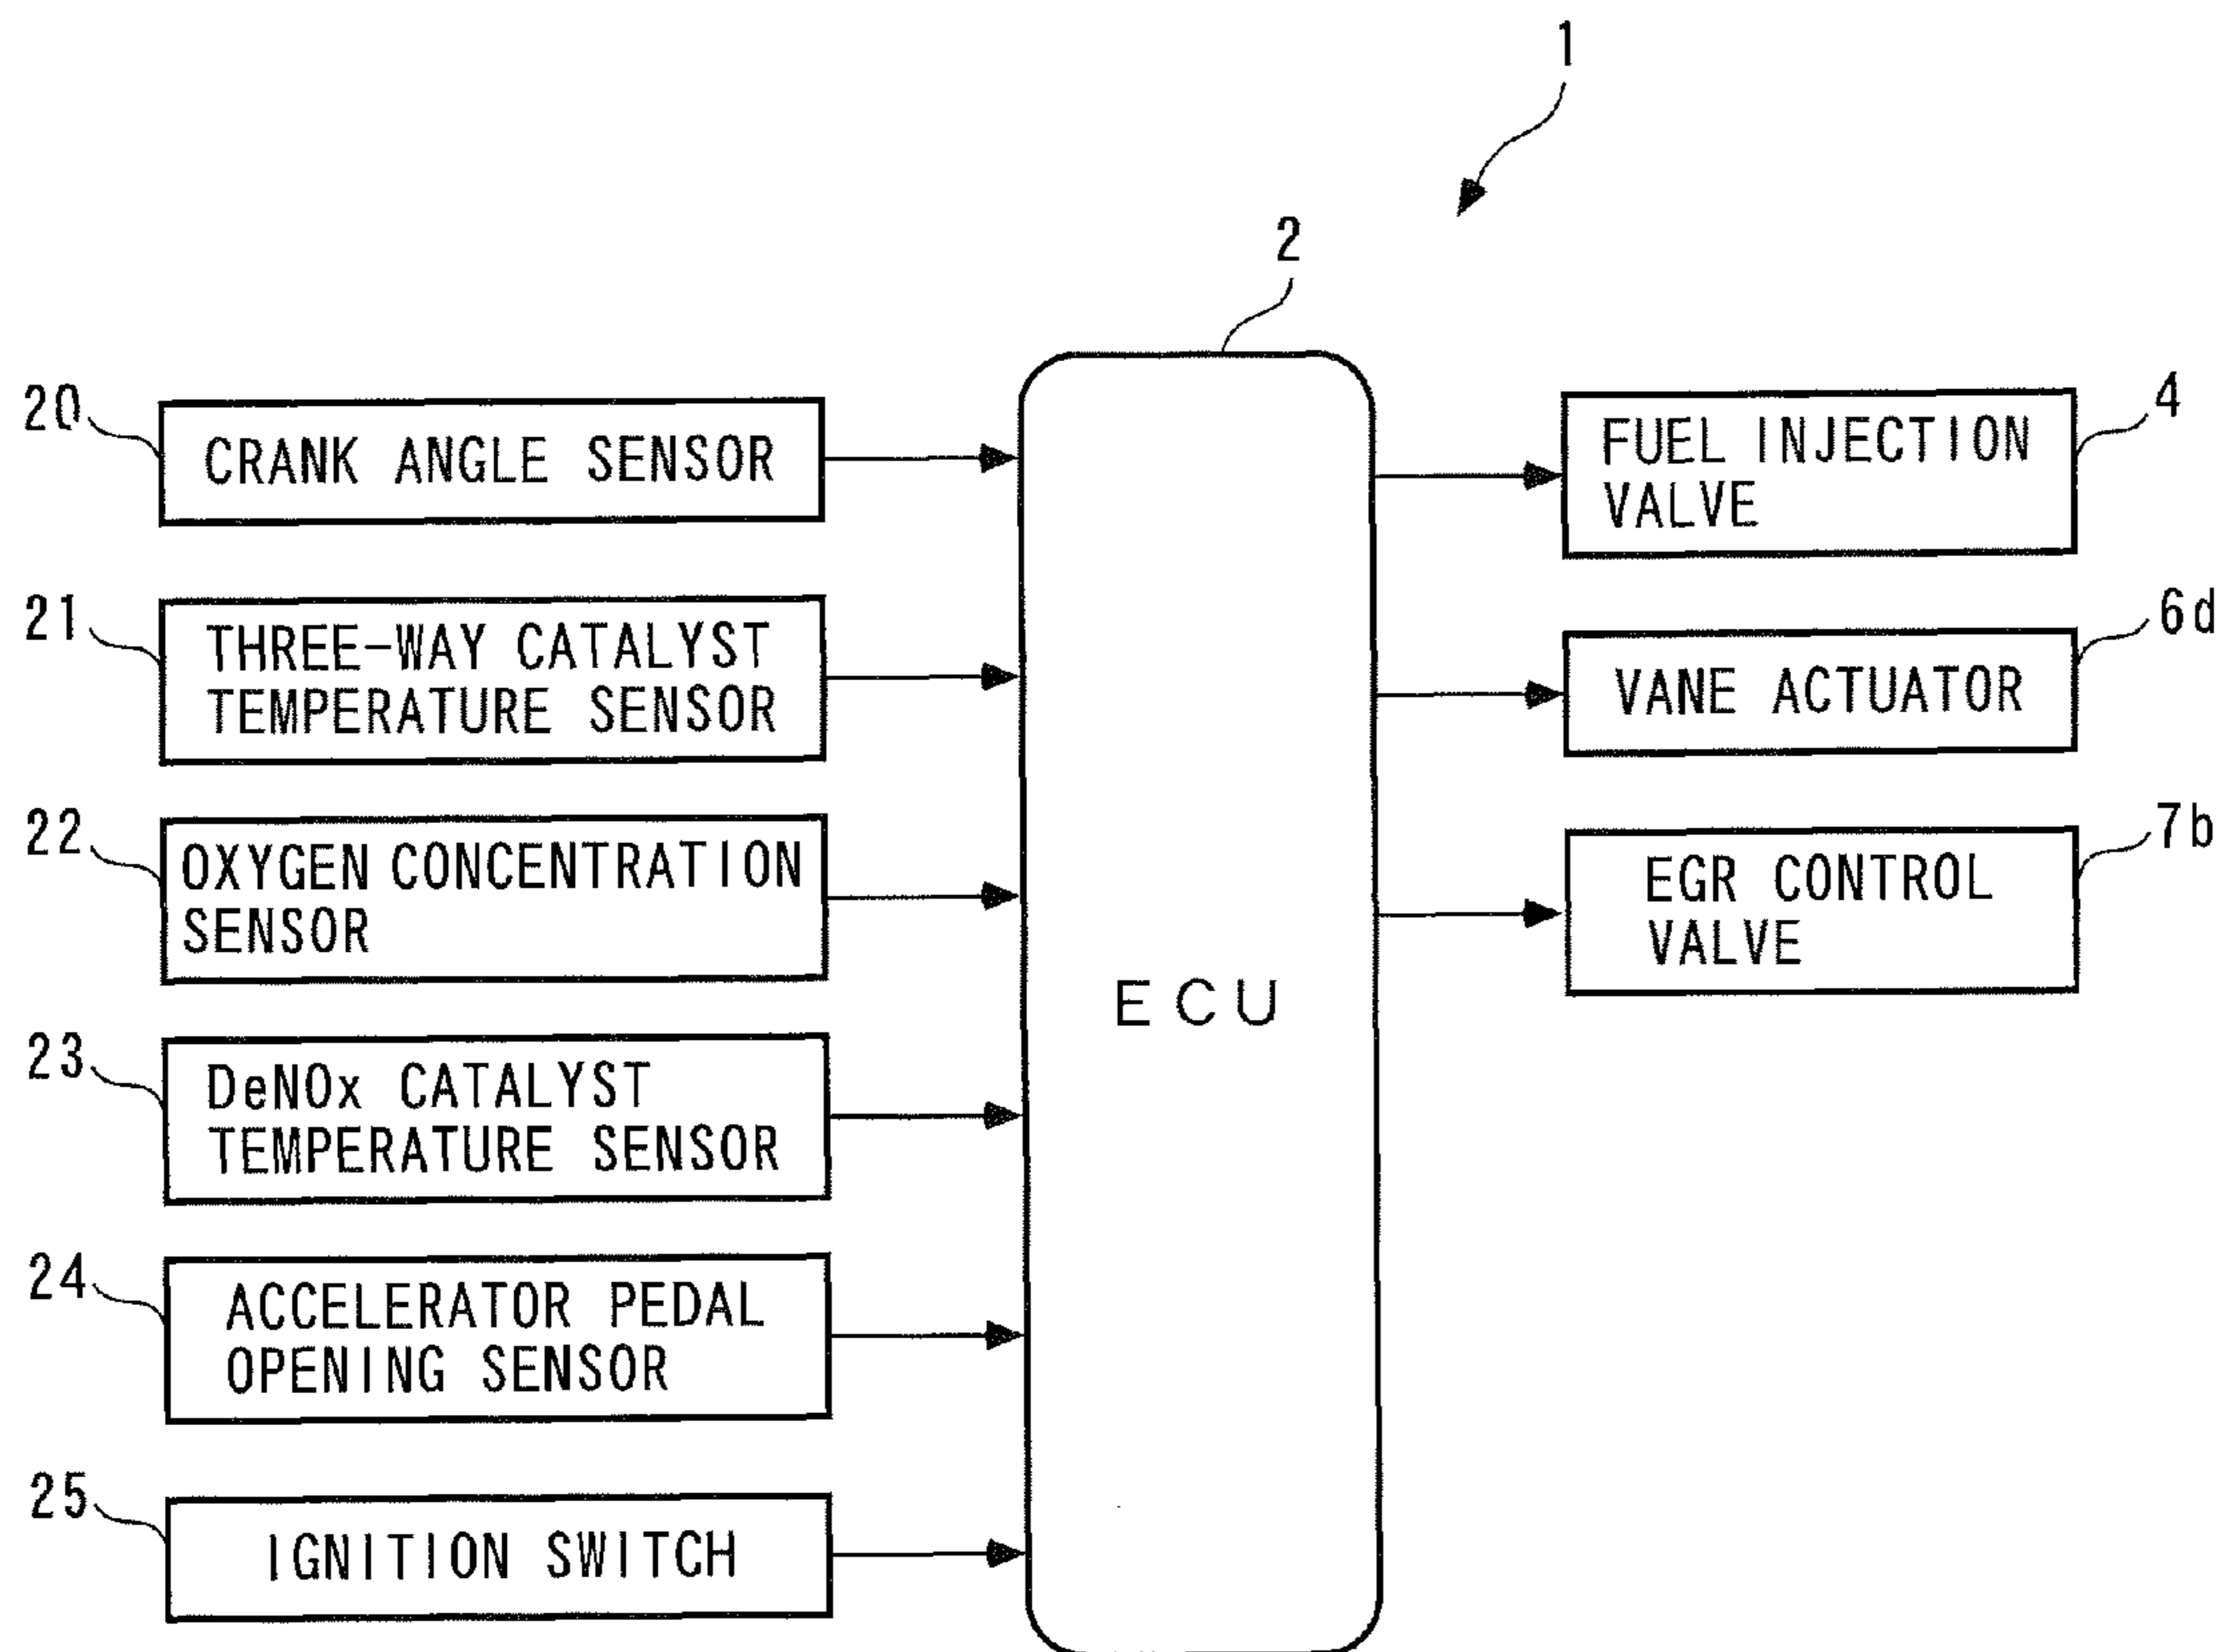 1
2
20
CRANK ANGLE SENSOR
21
THREE-WAY CATALYST
TEMPERATURE SENSOR
22
OXYGEN CONCENTRATION
SENSOR
23
DeNOx CATALYST
TEMPERATURE SENSOR
24
ACCELERATOR PEDAL
OPENING SENSOR
25
IGNITION SWITCH
ECU
FUEL INJECTION
VALVE
4
VANE ACTUATOR
6d
EGR CONTROL
VALVE
7b